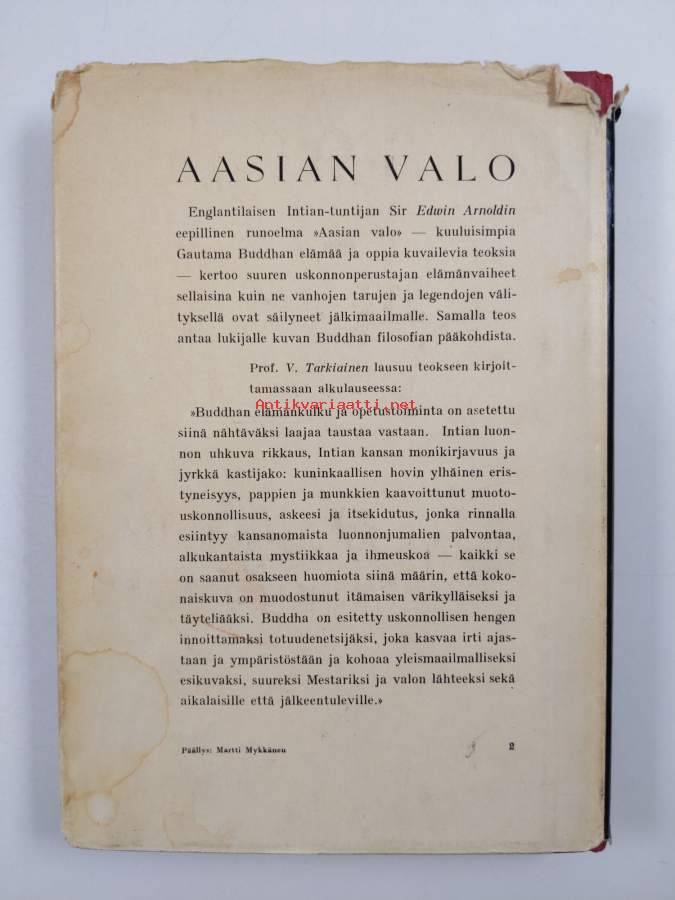 AASIAN VALO
Englantilaisen Intian-tuntijan Sir Edwin Arnoldin
eepillinen runoelma »Aasian valo» — kuuluisimpia
Gautama Buddhan elämää ja oppia kuvailevia teoksia
— kertoo suuren uskonnonperustajan elämänvaiheet
sellaisina kuin ne vanhojen tarujen ja legendojen väli-
tyksellä ovat säilyneet jälkimaailmalle. Samalla teos
antaa lukijalle kuvan Buddhan filosofian pääkohdista.
Prof. V. Tarkiainen lausuu teokseen kirjoit-
tamassaan alkulauseessa:
Antikvariaatti.net
»Buddhan elämänkulku ja opetustoiminta on asetettu
siinä nähtäväksi laajaa taustaa vastaan. Intian luon-
non uhkuva rikkaus, Intian kansan monikirjavuus ja
jyrkkä kastijako: kuninkaallisen hovin ylhäinen eris-
tyneisyys, pappien ja munkkien kaavoittunut muoto-
uskonnollisuus, askeesi ja itsekidutus, jonka rinnalla
esiintyy kansanomaista luonnonjumalien palvontaa,
alkukantaista mystiikkaa ja ihmeuskoa — kaikki se
on saanut osakseen huomiota siinä määrin, että koko-
naiskuva on muodostunut itämaisen värikylläiseksi ja
täyteliääksi. Buddha on esitetty uskonnollisen hengen
innoittamaksi totuudenetsijäksi, joka kasvaa irti ajas-
taan ja ympäristöstään ja kohoaa yleismaailmalliseksi
esikuvaksi, suureksi Mestariksi ja valon lähteeksi sekä
aikalaisille että jälkeentuleville.»
Päällys: Martti Mykkänen
2